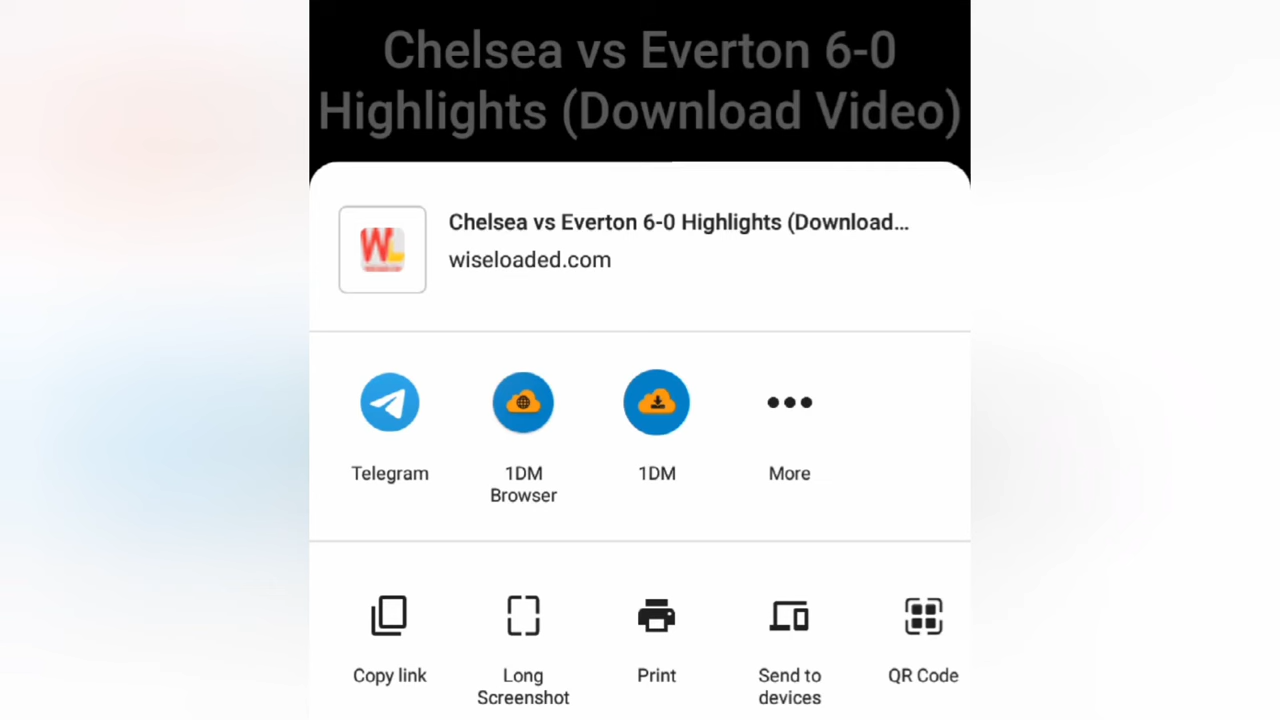 Chelsea vs Everton 6-0
Highlights (Download Video)
Chelsea vs Everton 6-0 Highlights (Download...
wiseloaded.com
WL
Telegram
1DM
Browser
1DM
More
Copy link
Long
Screenshot
Print
Send to
devices
QR Code